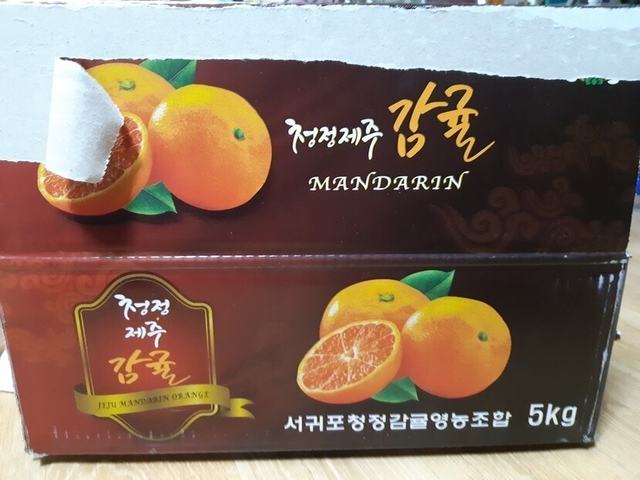 청정제주 감귤
MANDARIN
청정
제주
감귤
JEJU MANDARIN ORANGE
서귀포청정감귤영농조합 5kg